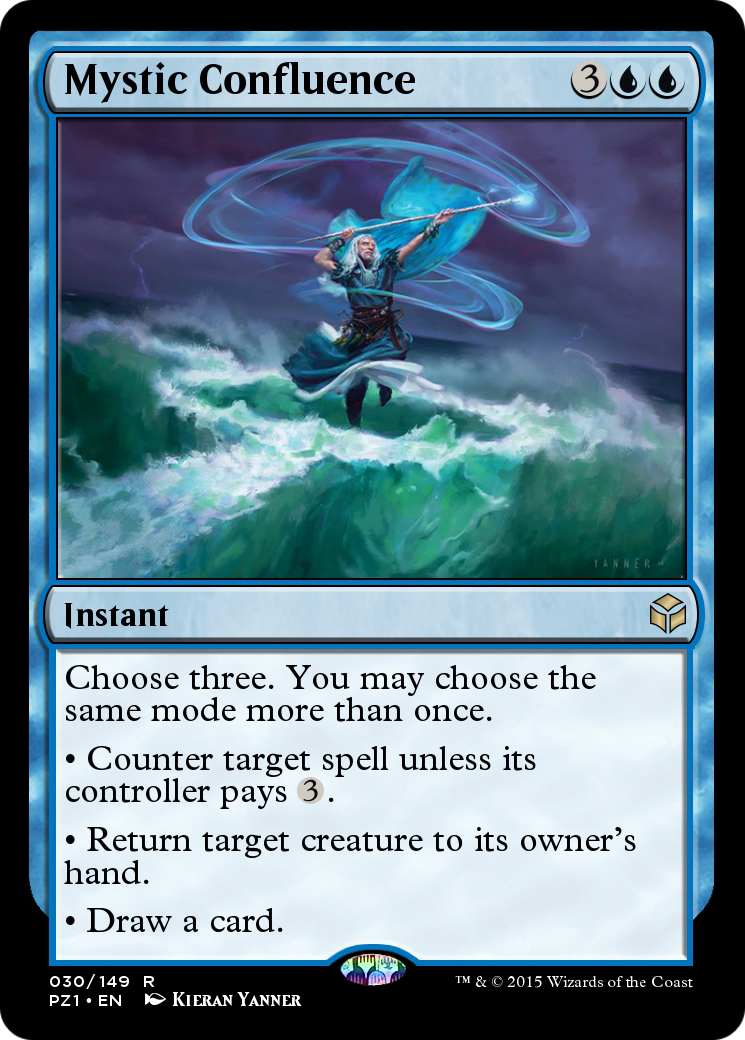 Mystic Confluence 3
YANNER
Instant
Choose three. You may choose the
same mode more than once.
• Counter target spell unless its
controller pays 3.
• Return target creature to its owner's
hand.
• Draw a card.
030/149 R
PZ1 • EN Kieran Yanner
™ & © 2015 Wizards of the Coast